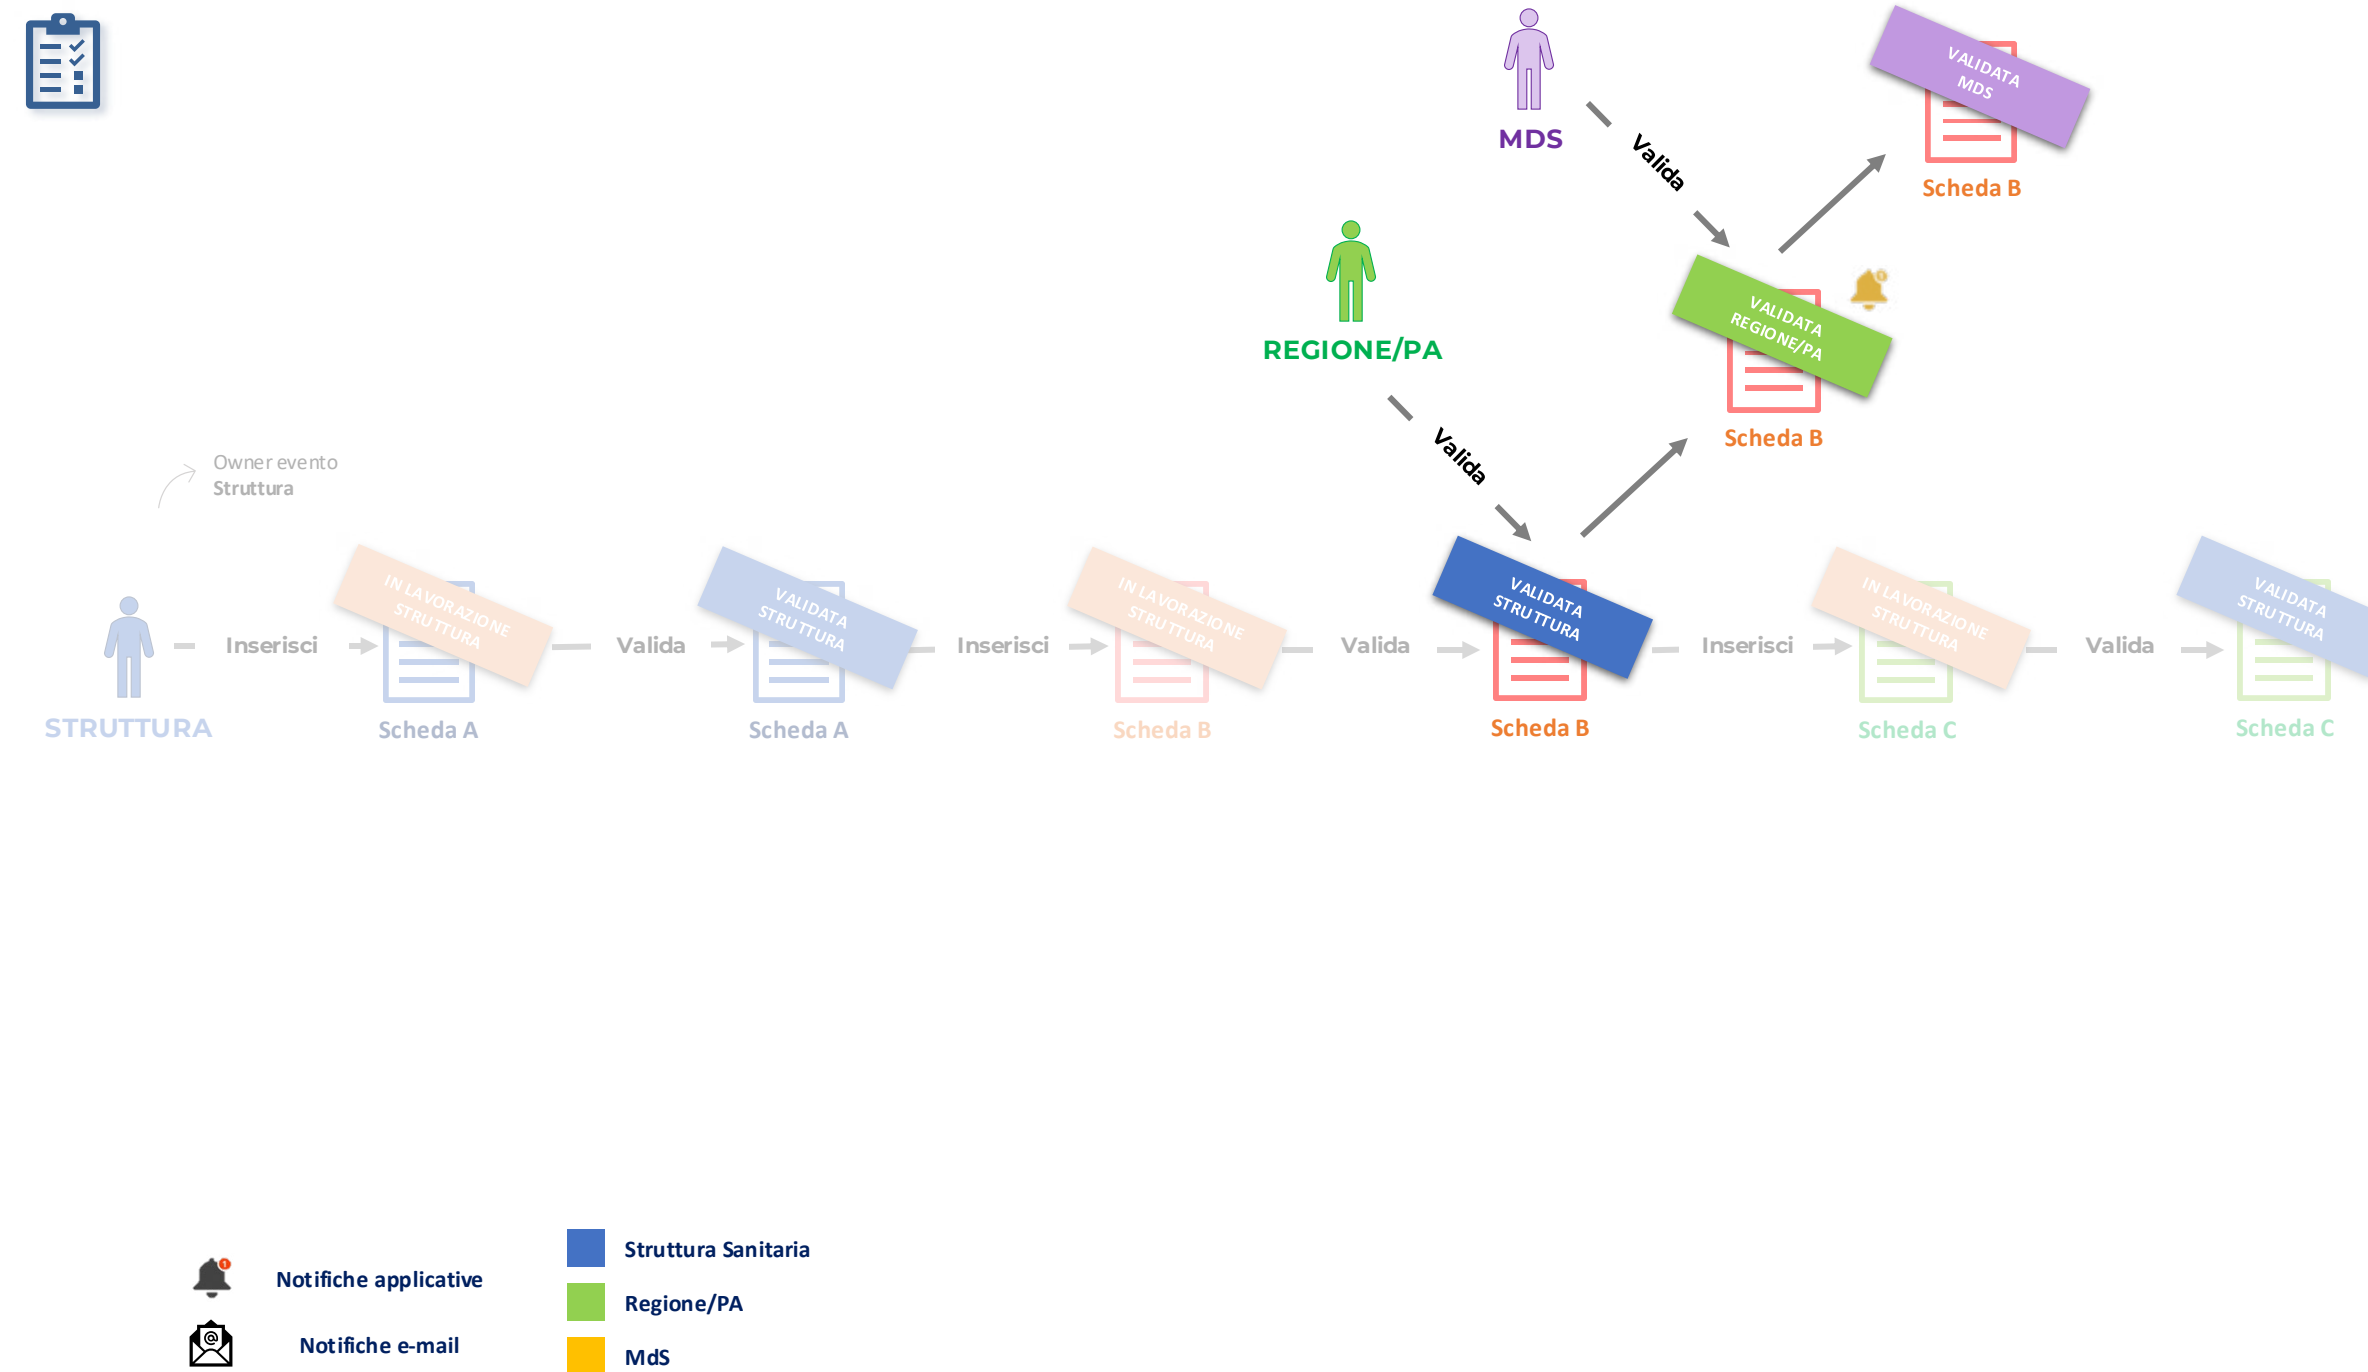 VALIDATA
MDS
MDS
Valida
Scheda B
VALIDATA
REGIONE/PA
REGIONE/PA
Scheda B
Valida
Owner evento
Struttura
IN LAVORAZIONE
STRUTTURA
VALIDATA
STRUTTURA
IN LAVORAZIONE
STRUTTURA
VALIDATA
STRUTTURA
IN LAVORAZIONE
STRUTTURA
VALIDATA
STRUTTURA
Inserisci
Valida
Inserisci
Valida
Inserisci
Valida
STRUTTURA
Scheda A
Scheda A
Scheda B
Scheda B
Scheda C
Scheda C
Notifiche applicative
Notifiche e-mail
Struttura Sanitaria
Regione/PA
MdS